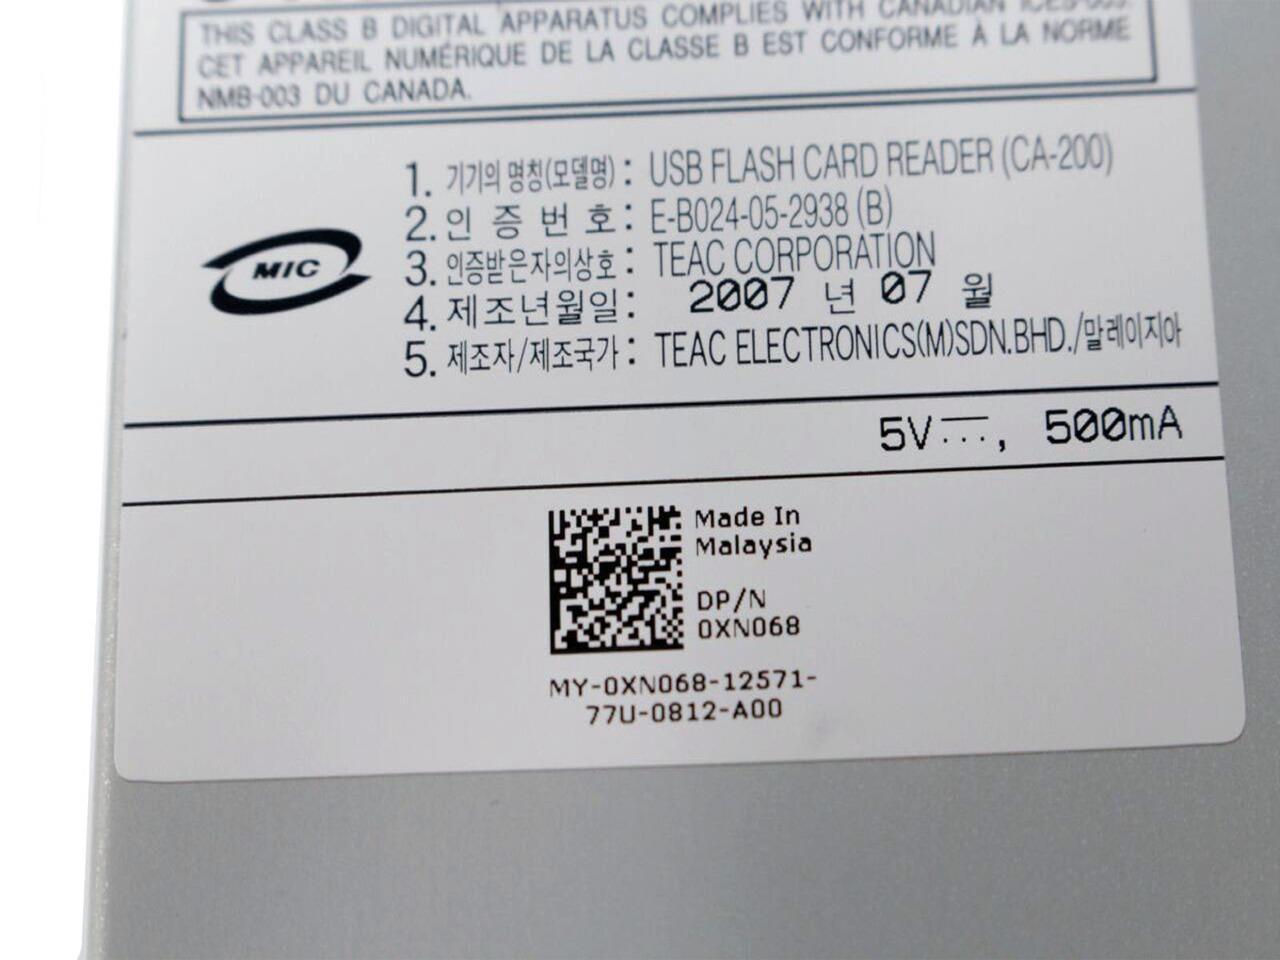 THIS CLASS B DIGITAL APPARATUS COMPLIES WITH CANADIAN ICES-003.
CET APPAREIL NUMÉRIQUE DE LA CLASSE B EST CONFORME À LA NORME
NMB-003 DU CANADA.
MIC
1. 기기의 명칭(모델명) : USB FLASH CARD READER (CA-200)
2. 인 증 번 호 : E-B024-05-2938 (B)
3. 인증받은자의상호 : TEAC CORPORATION
4. 제조년월일 : 2007 년 07 월
5. 제조자/제조국가 : TEAC ELECTRONICS(M)SDN.BHD./말레이지아
5V⎓, 500mA
Made In
Malaysia
DP/N
0XN068
MY-0XN068-12571-
77U-0812-A00